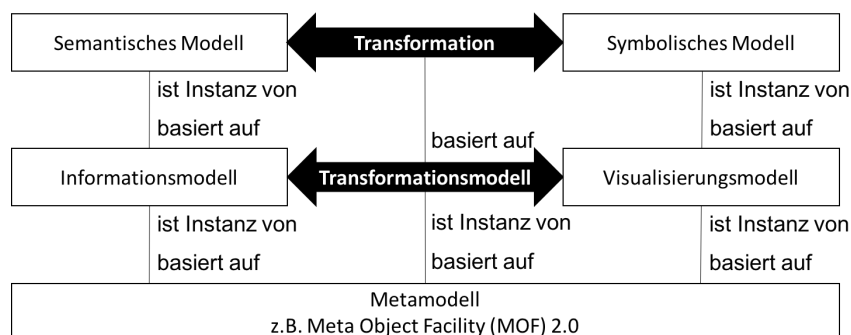 Semantisches Modell
Transformation
Symbolisches Modell
ist Instanz von
basiert auf
basiert auf
ist Instanz von
basiert auf
Informationsmodell
Transformationsmodell
Visualisierungsmodell
ist Instanz von
basiert auf
ist Instanz von
basiert auf
ist Instanz von
basiert auf
Metamodell
z.B. Meta Object Facility (MOF) 2.0